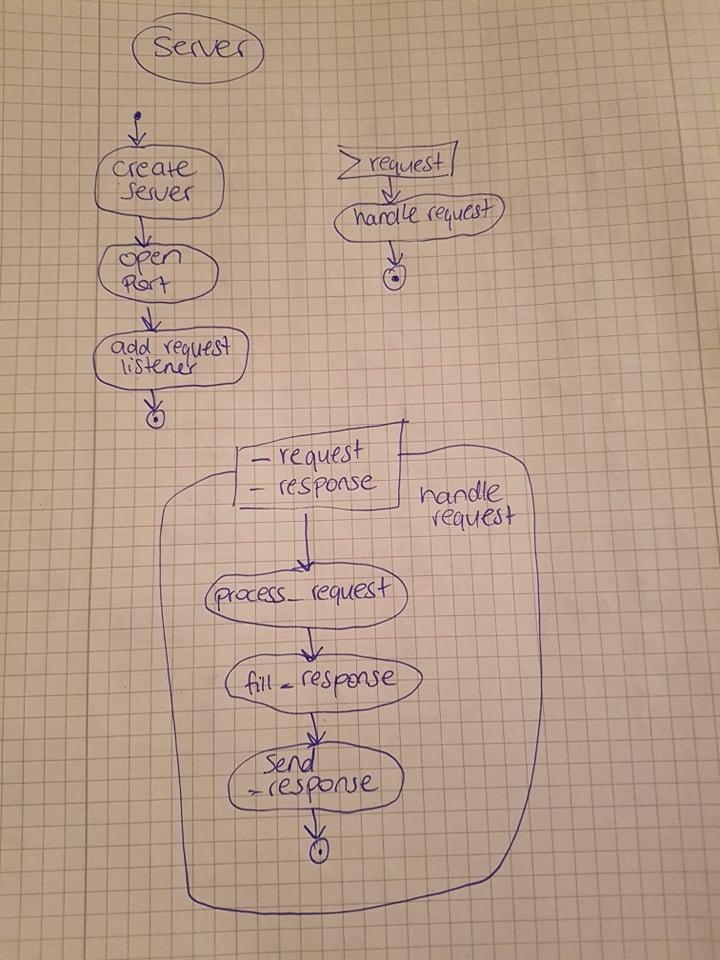 Server
create
server
open
Port
add request
listener
request
handle request
- request
- response
handle
request
process_request
fill_response
send
_response